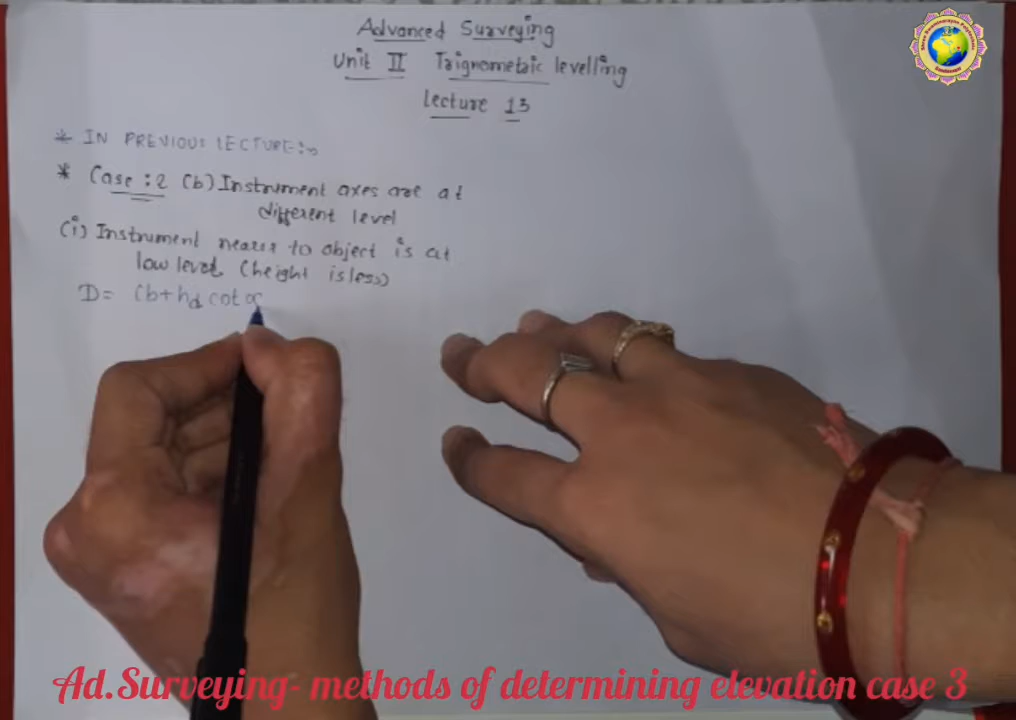 Advanced Surveying
Unit II Trignometric levelling
Lecture 13
* IN PREVIOUS LECTURE:~
* Case :2 (b) Instrument axes are at
different level
(i) Instrument nearer to object is at
low level. (height is less)
D = (b+hd cot α
Ad.Surveying- methods of determining elevation case 3